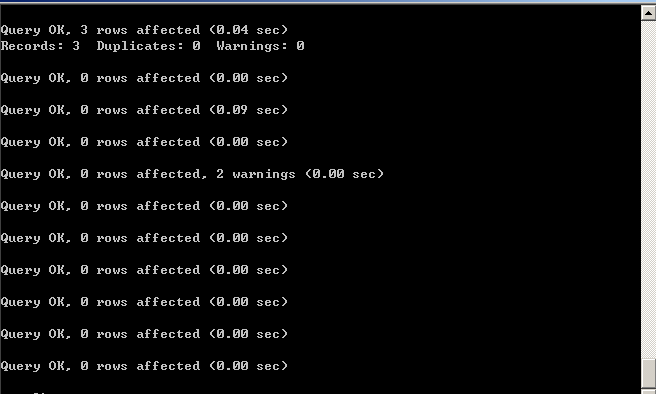 Query OK, 3 rows affected (0.04 sec)
Records: 3  Duplicates: 0  Warnings: 0
Query OK, 0 rows affected (0.00 sec)
Query OK, 0 rows affected (0.09 sec)
Query OK, 0 rows affected (0.00 sec)
Query OK, 0 rows affected, 2 warnings (0.00 sec)
Query OK, 0 rows affected (0.00 sec)
Query OK, 0 rows affected (0.00 sec)
Query OK, 0 rows affected (0.00 sec)
Query OK, 0 rows affected (0.00 sec)
Query OK, 0 rows affected (0.00 sec)
Query OK, 0 rows affected (0.00 sec)